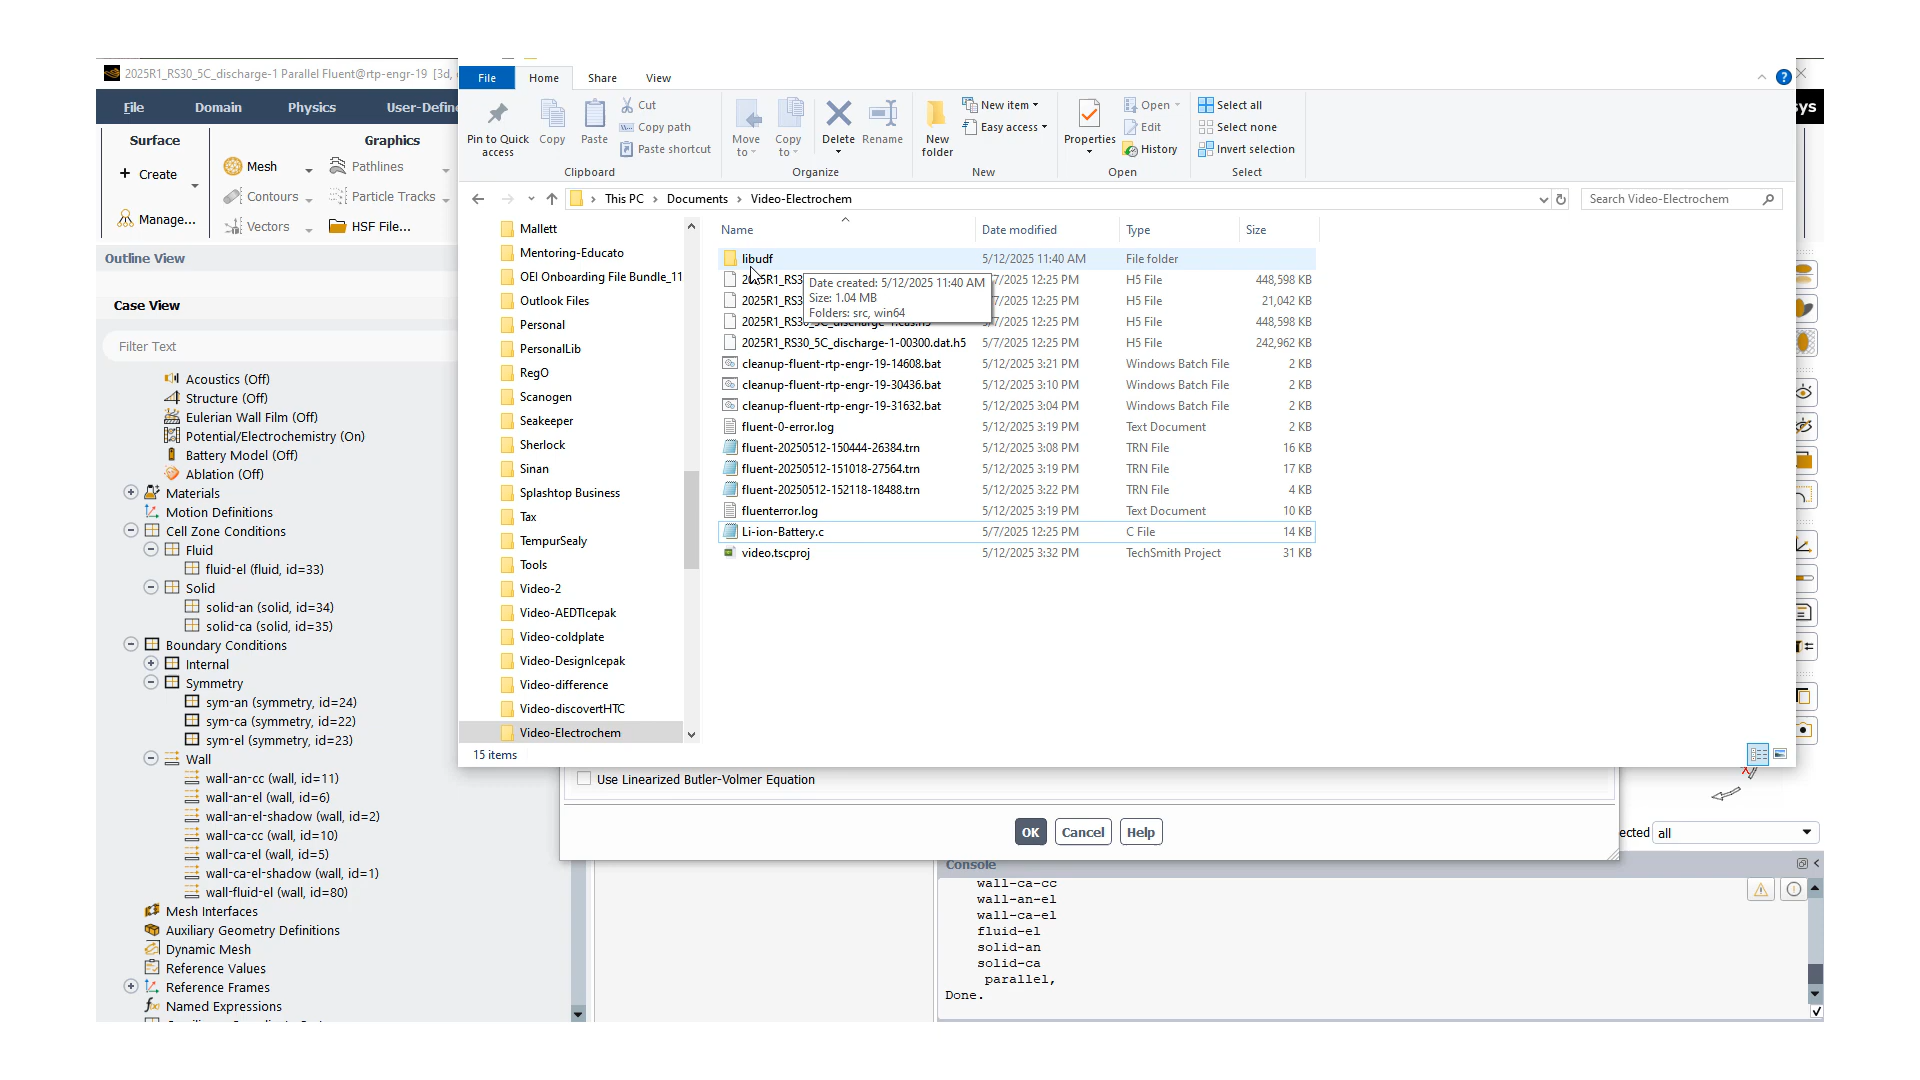 2025R1_RS30_5C_discharge-1 Parallel Fluent@rtp-engr-19 [3d,
File Domain Physics User-Defin
sys
Surface
Graphics
Create
Manage...
Mesh
Contours
Vectors
Pathlines
Particle Tracks
HSF File...
Outline View
Case View
Filter Text
Acoustics (Off)
Structure (Off)
Eulerian Wall Film (Off)
Potential/Electrochemistry (On)
Battery Model (Off)
Ablation (Off)
Materials
Motion Definitions
Cell Zone Conditions
Fluid
fluid-el (fluid, id=33)
Solid
solid-an (solid, id=34)
solid-ca (solid, id=35)
Boundary Conditions
Internal
Symmetry
sym-an (symmetry, id=24)
sym-ca (symmetry, id=22)
sym-el (symmetry, id=23)
Wall
wall-an-cc (wall, id=11)
wall-an-el (wall, id=6)
wall-an-el-shadow (wall, id=2)
wall-ca-cc (wall, id=10)
wall-ca-el (wall, id=5)
wall-ca-el-shadow (wall, id=1)
wall-fluid-el (wall, id=80)
Mesh Interfaces
Auxiliary Geometry Definitions
Dynamic Mesh
Reference Values
Reference Frames
Named Expressions
File Home Share View
Pin to Quick access
Copy
Paste
Cut
Copy path
Paste shortcut
Clipboard
Move to
Copy to
Delete
Rename
Organize
New folder
New item
Easy access
New
Properties
Open
Edit
History
Open
Select all
Select none
Invert selection
Select
This PC > Documents > Video-Electrochem
Search Video-Electrochem
Mallett
Mentoring-Educato
OEI Onboarding File Bundle_11
Outlook Files
Personal
PersonalLib
RegO
Scanogen
Seakeeper
Sherlock
Sinan
Splashtop Business
Tax
TempurSealy
Tools
Video-2
Video-AEDTIcepak
Video-coldplate
Video-DesignIcepak
Video-difference
Video-discovertHTC
Video-Electrochem
15 items
Name Date modified Type Size
libudf 5/12/2025 11:40 AM File folder
2025R1_RS3 /7/2025 12:25 PM H5 File 448,598 KB
2025R1_RS3 /7/2025 12:25 PM H5 File 21,042 KB
2025R1_RS30_5C_discharge-1.cas.h5 /7/2025 12:25 PM H5 File 448,598 KB
2025R1_RS30_5C_discharge-1-00300.dat.h5 5/7/2025 12:25 PM H5 File 242,962 KB
cleanup-fluent-rtp-engr-19-14608.bat 5/12/2025 3:21 PM Windows Batch File 2 KB
cleanup-fluent-rtp-engr-19-30436.bat 5/12/2025 3:10 PM Windows Batch File 2 KB
cleanup-fluent-rtp-engr-19-31632.bat 5/12/2025 3:04 PM Windows Batch File 2 KB
fluent-0-error.log 5/12/2025 3:19 PM Text Document 2 KB
fluent-20250512-150444-26384.trn 5/12/2025 3:08 PM TRN File 16 KB
fluent-20250512-151018-27564.trn 5/12/2025 3:19 PM TRN File 17 KB
fluent-20250512-152118-18488.trn 5/12/2025 3:22 PM TRN File 4 KB
fluenterror.log 5/12/2025 3:19 PM Text Document 10 KB
Li-ion-Battery.c 5/7/2025 12:25 PM C File 14 KB
video.tscproj 5/12/2025 3:32 PM TechSmith Project 31 KB
Date created: 5/12/2025 11:40 AM
Size: 1.04 MB
Folders: src, win64
Use Linearized Butler-Volmer Equation
OK Cancel Help
ected all
Console
wall-ca-cc
wall-an-el
wall-ca-el
fluid-el
solid-an
solid-ca
parallel,
Done.